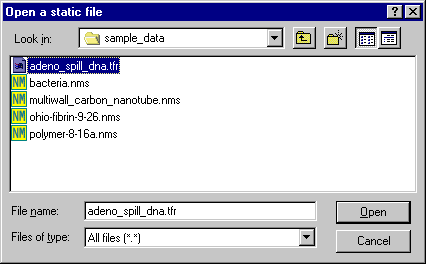 Open a static file
Look in: sample_data
adeno_spill_dna.tfr
NM bacteria.nms
NM multiwall_carbon_nanotube.nms
NM ohio-fibrin-9-26.nms
NM polymer-8-16a.nms
File name: adeno_spill_dna.tfr Open
Files of type: All files (*.*) Cancel